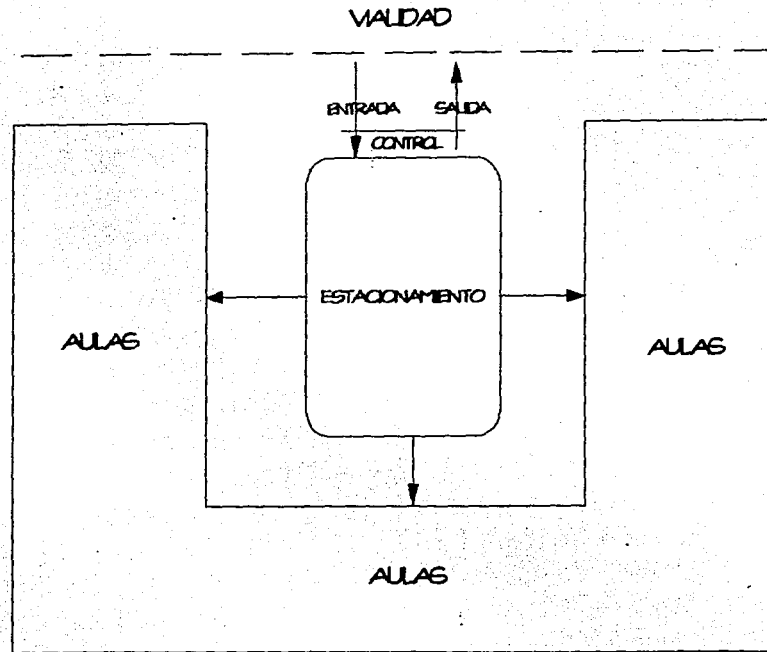 VIALIDAD
ENTRADA SALIDA
CONTROL
ESTACIONAMIENTO
AULAS
AULAS
AULAS